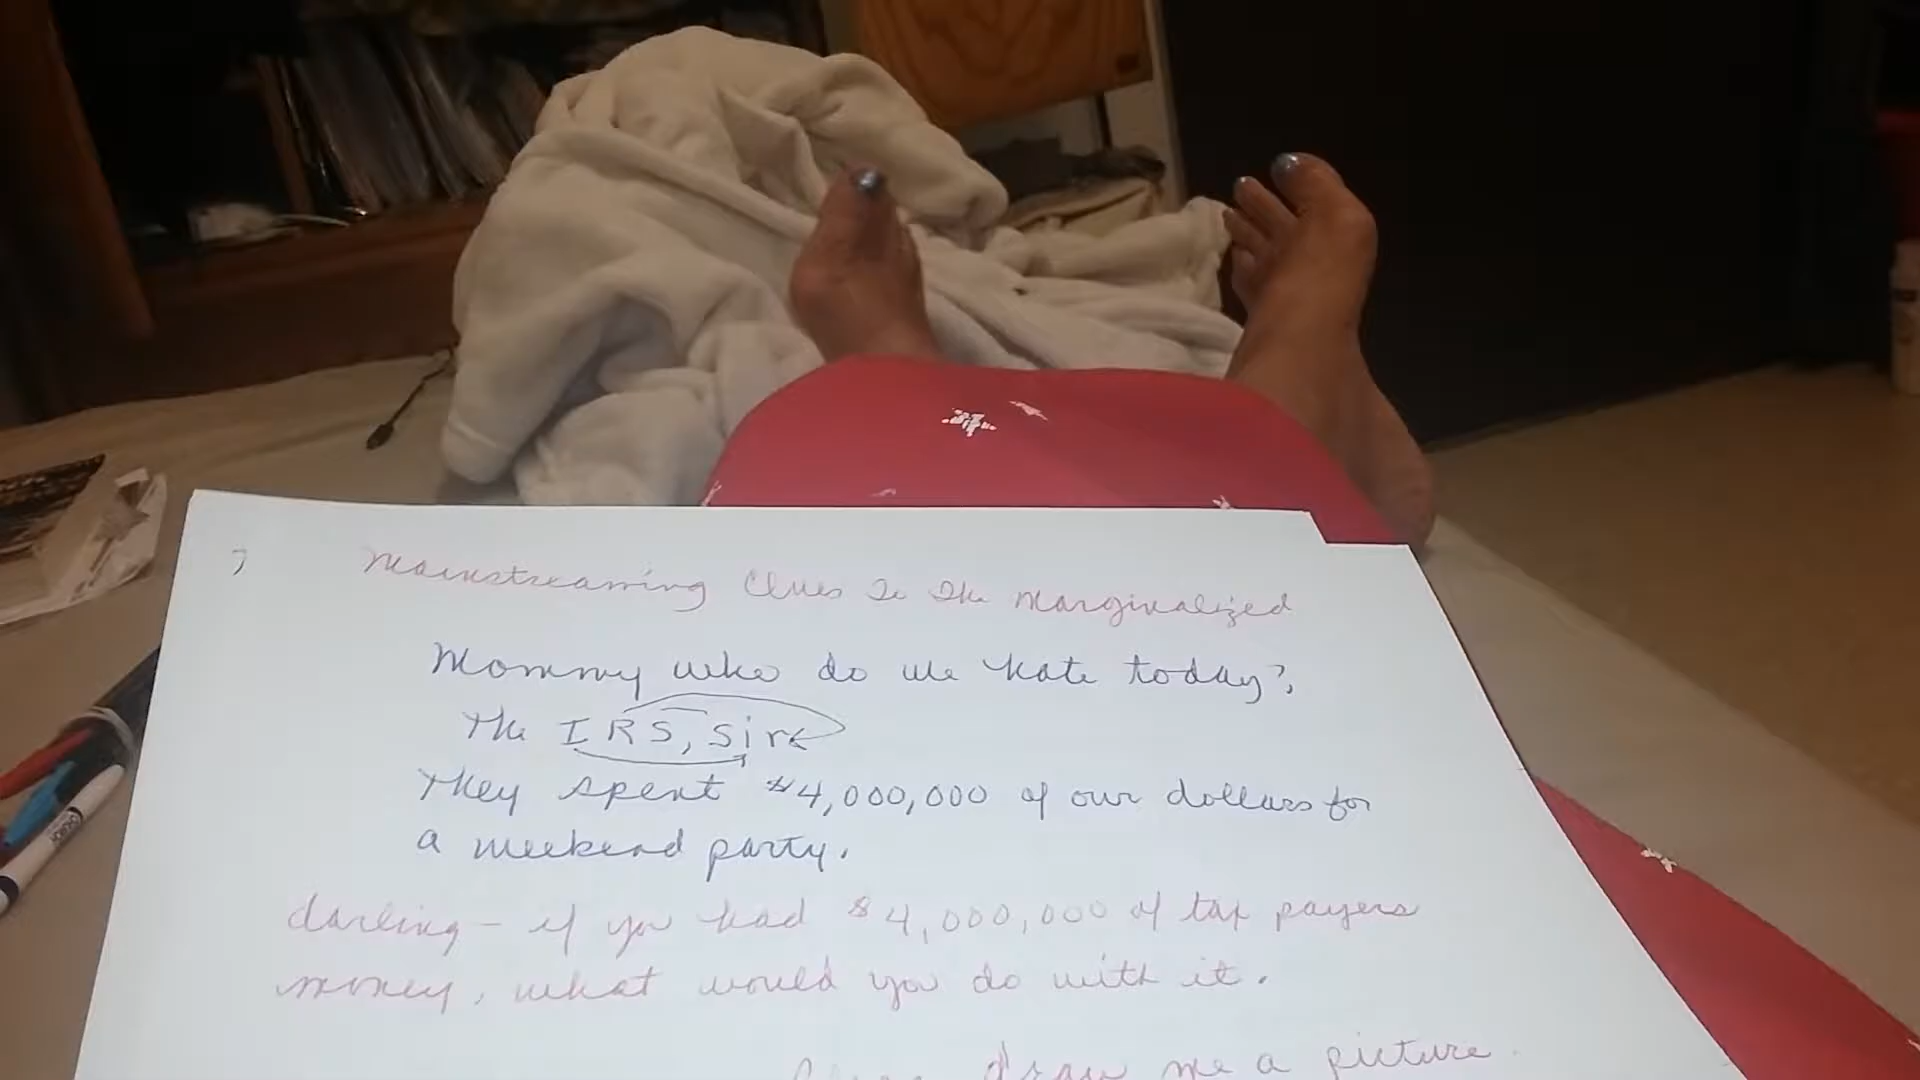 7 Mainstreaming Clues To The Marginalized
Mommy who do we hate today?,
The IRS, Sir
They spent $4,000,000 of our dollars for
a weekend party.
darling - if you had $4,000,000 of tax payers
money, what would you do with it.
draw me a picture.